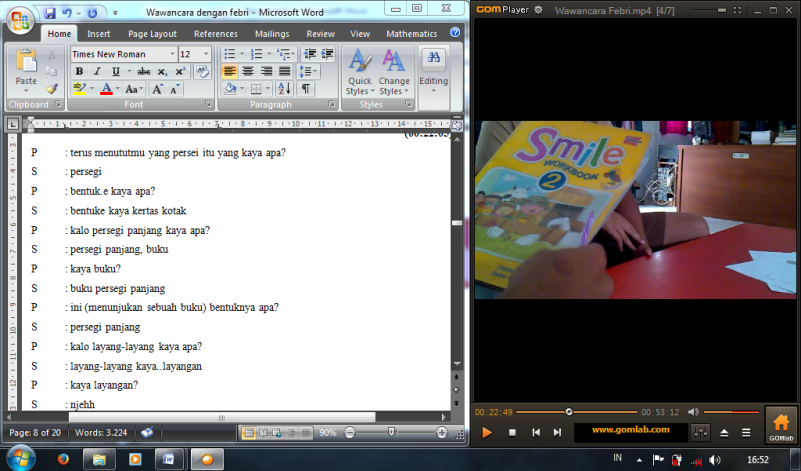 Wawancara dengan febri - Microsoft Word
Home Insert Page Layout References Mailings Review View Mathematics
Paste
Times New Roman 12
Quick Styles
Change Styles
Editing
Clipboard Font Paragraph Styles
P : terus menututmu yang persei itu yang kaya apa?
S : persegi
P : bentuk.e kaya apa?
S : bentuke kaya kertas kotak
P : kalo persegi panjang kaya apa?
S : persegi panjang, buku
P : kaya buku?
S : buku persegi panjang
P : ini (menunjukan sebuah buku) bentuknya apa?
S : persegi panjang
P : kalo layang-layang kaya apa?
S : layang-layang kaya..layangan
P : kaya layangan?
S : njehh
Page: 8 of 20 Words: 3.224 90%
GOM Player Wawancara Febri.mp4 [4/7]
Smile
WORKBOOK
2
00:22:49 00:53:12
www.gomlab.com
GOMlab
IN 16:52